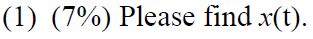 (1) (7%) Please find x(t).